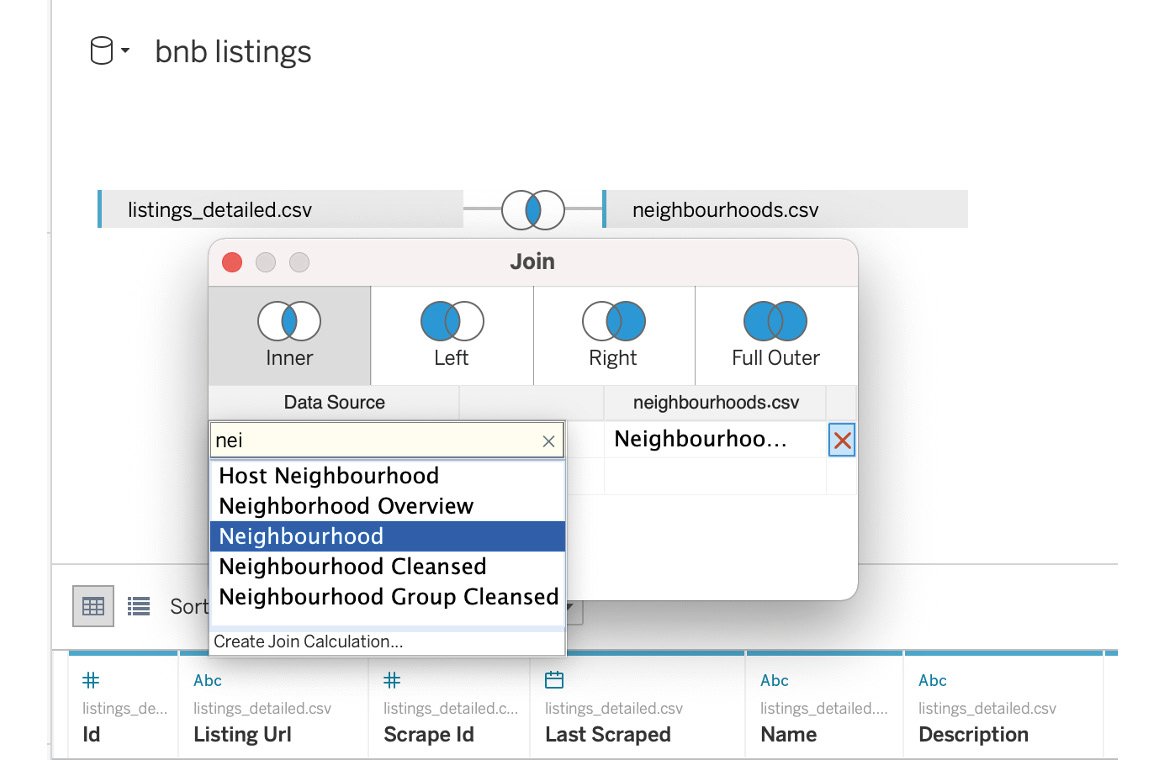 bnb listings
listings_detailed.csv
neighbourhoods.csv
Join
Inner
Left
Right
Full Outer
Data Source
neighbourhoods.csv
nei
Neighbourhoo...
Host Neighbourhood
Neighborhood Overview
Neighbourhood
Neighbourhood Cleansed
Neighbourhood Group Cleansed
Create Join Calculation...
Sort
# Abc # Abc Abc
listings_de... listings_detailed.csv listings_detailed.c... listings_detailed.csv listings_detailed.... listings_detailed.csv
Id Listing Url Scrape Id Last Scraped Name Description